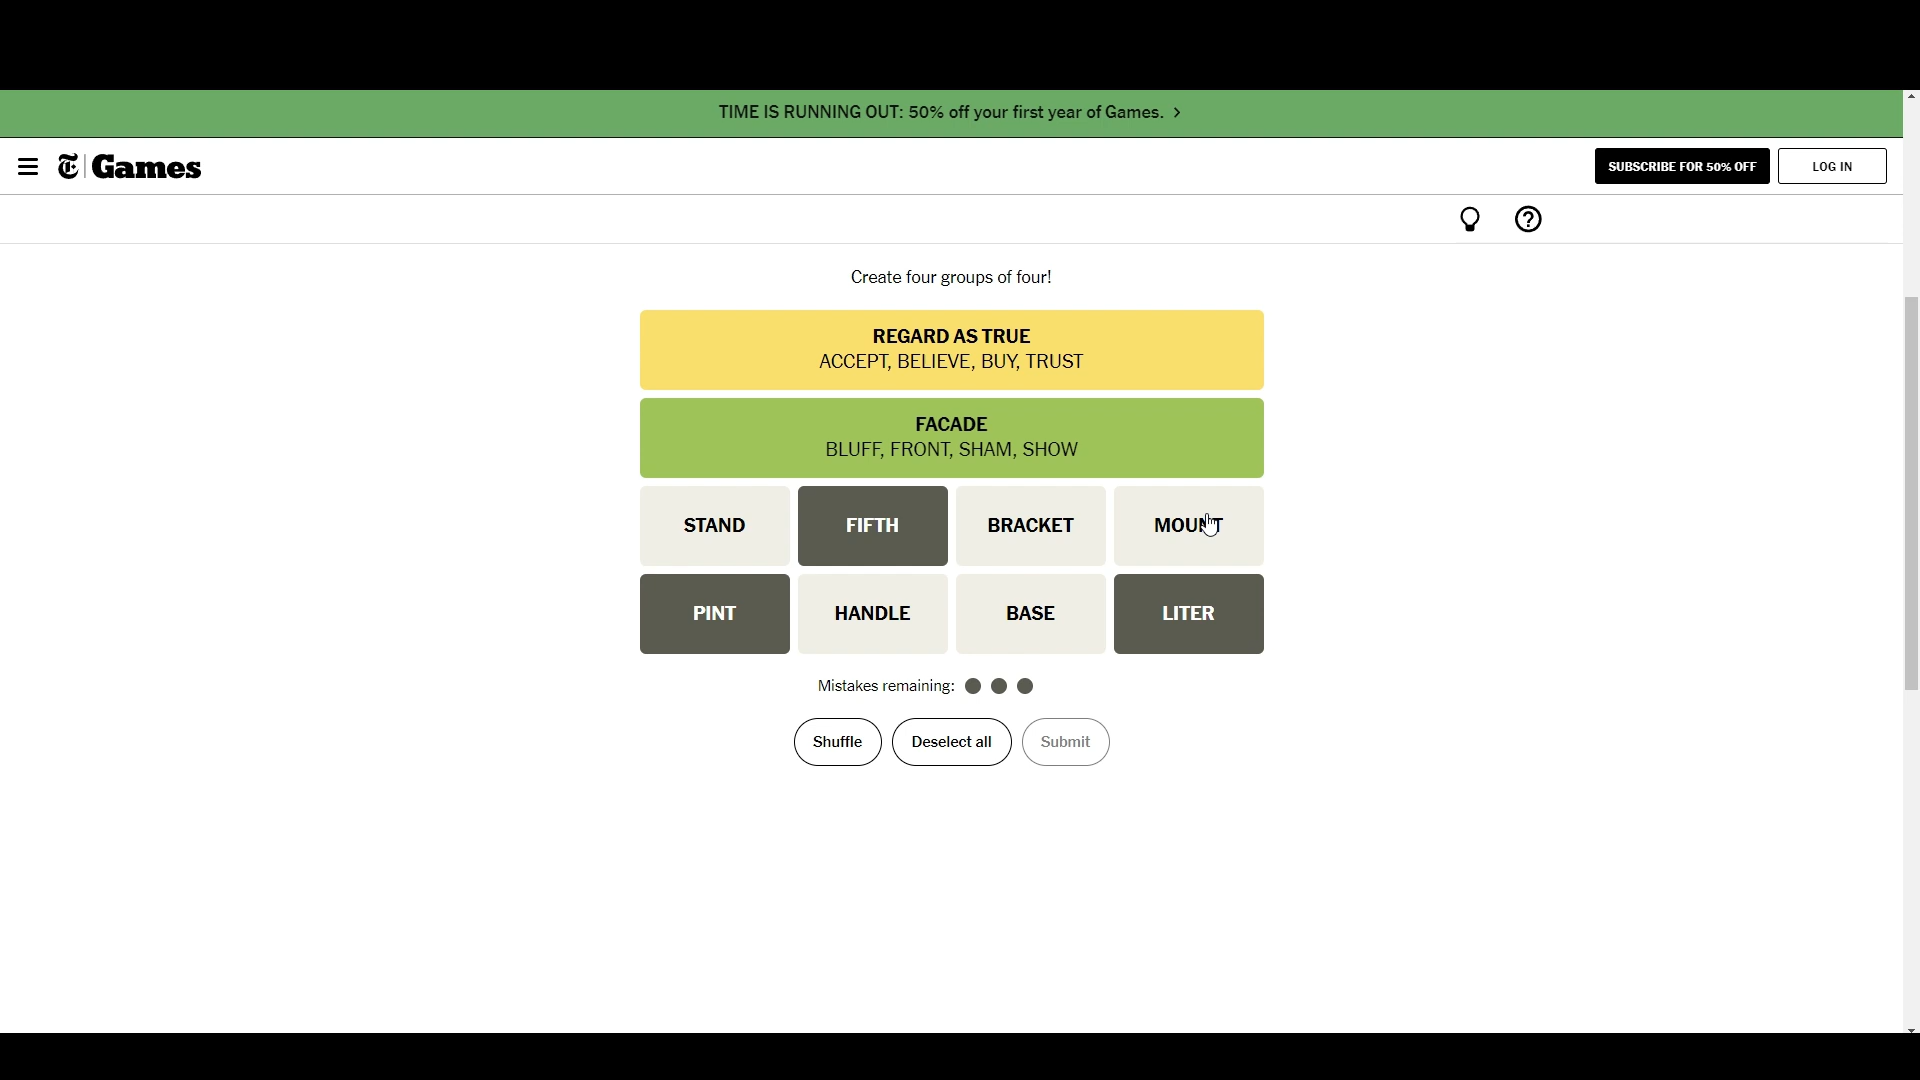 TIME IS RUNNING OUT: 50% off your first year of Games. >
T Games
SUBSCRIBE FOR 50% OFF
LOG IN
Create four groups of four!
REGARD AS TRUE
ACCEPT, BELIEVE, BUY, TRUST
FACADE
BLUFF, FRONT, SHAM, SHOW
STAND FIFTH BRACKET MOUNT
PINT HANDLE BASE LITER
Mistakes remaining:
Shuffle Deselect all Submit